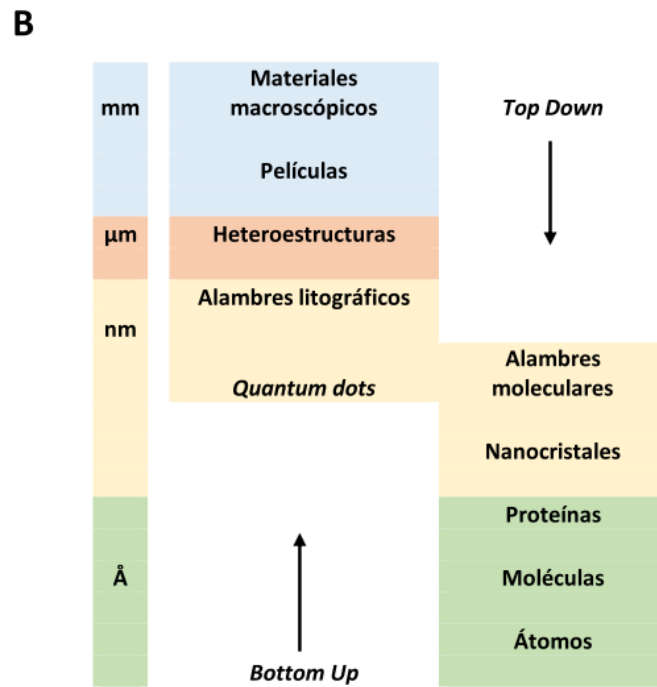 B
mm
Materiales
macroscópicos
Top Down
Películas
μm
Heteroestructuras
Alambres litográficos
nm
Alambres
moleculares
Quantum dots
Nanocristales
Proteínas
Å
Moléculas
Átomos
Bottom Up